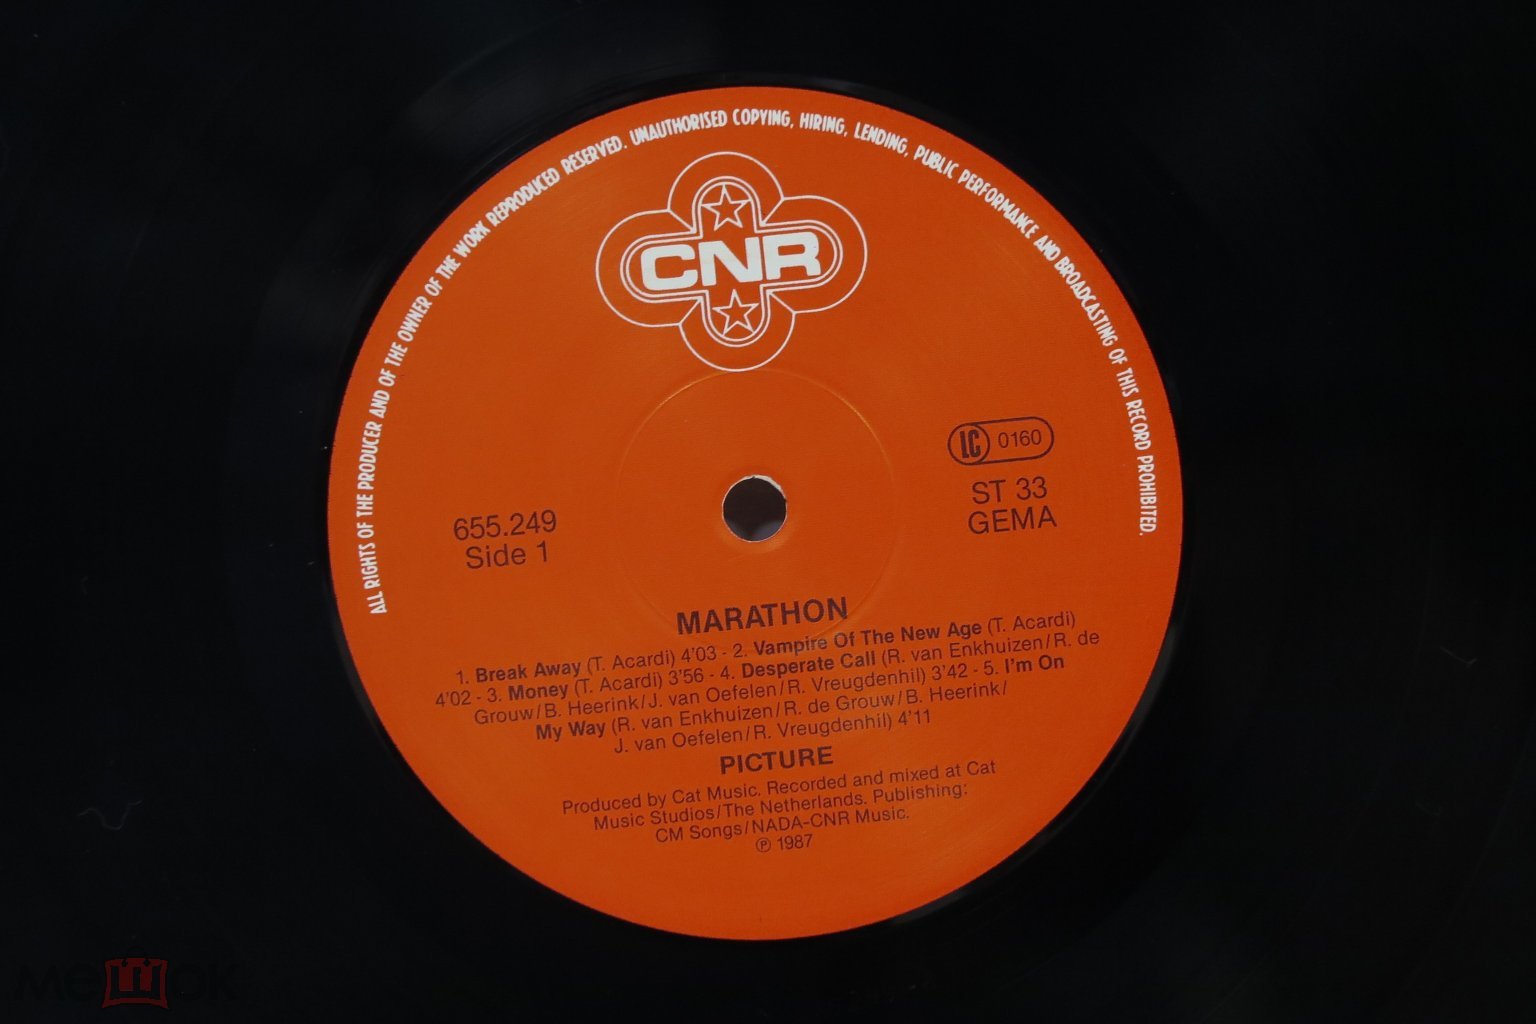 ALL RIGHTS OF THE PRODUCER AND OF THE OWNER OF THE WORK REPRODUCED RESERVED. UNAUTHORISED COPYING, HIRING, LENDING, PUBLIC PERFORMANCE AND BROADCASTING OF THIS RECORD PROHIBITED.
CNR
LC 0160
ST 33
GEMA
655.249
Side 1
MARATHON
1. Break Away (T. Acardi) 4'03 - 2. Vampire Of The New Age (T. Acardi)
4'02 - 3. Money (T. Acardi) 3'56 - 4. Desperate Call (R. van Enkhuizen/R. de
Grouw/B. Heerink/J. van Oefelen/R. Vreugdenhil) 3'42 - 5. I'm On
My Way (R. van Enkhuizen/R. de Grouw/B. Heerink/
J. van Oefelen/R. Vreugdenhil) 4'11
PICTURE
Produced by Cat Music. Recorded and mixed at Cat
Music Studios/The Netherlands. Publishing:
CM Songs/NADA-CNR Music.
℗ 1987
мешок